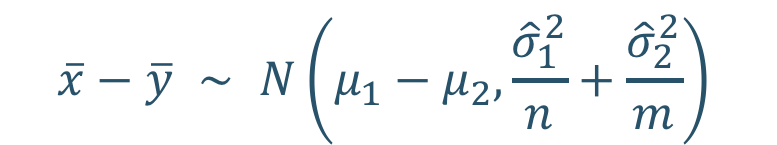 x̄ − ȳ ~ N(μ₁ − μ₂, σ̂₁²/n + σ̂₂²/m)